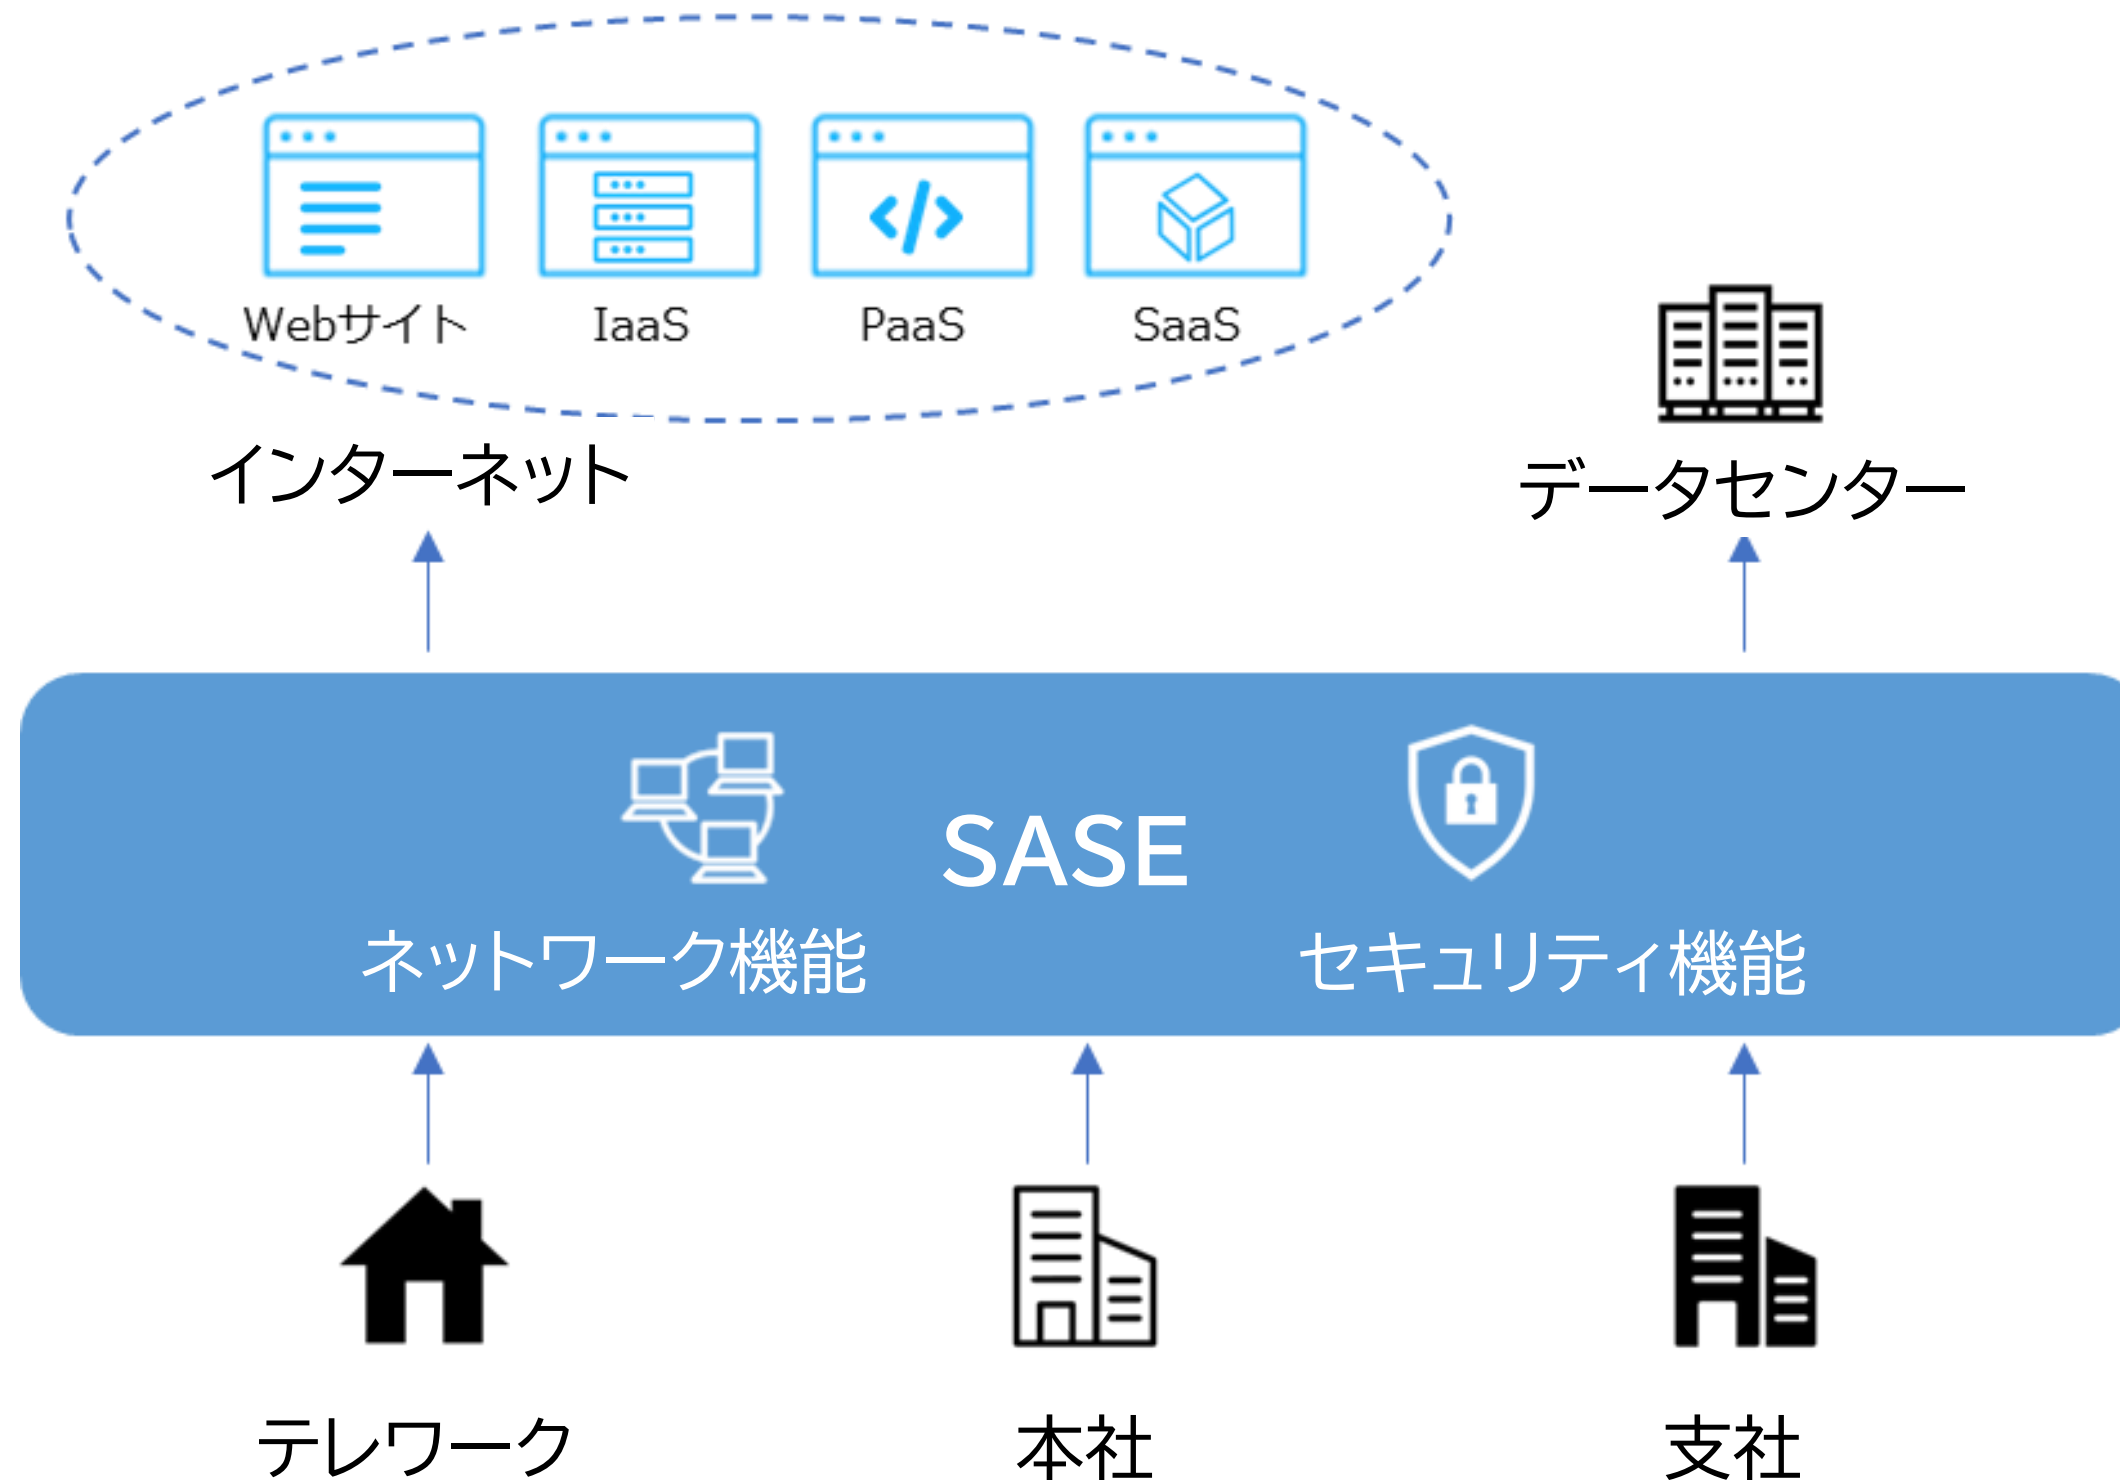 Webサイト
IaaS
PaaS
SaaS
インターネット
データセンター
SASE
ネットワーク機能
セキュリティ機能
テレワーク
本社
支社